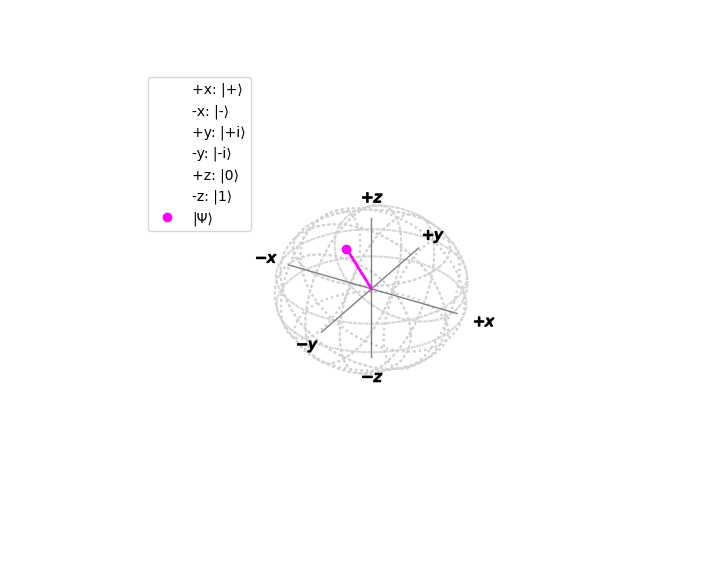 +x: |+⟩
-x: |-⟩
+y: |+i⟩
-y: |-i⟩
+z: |0⟩
-z: |1⟩
|Ψ⟩
+z
+y
−x
+x
−y
−z